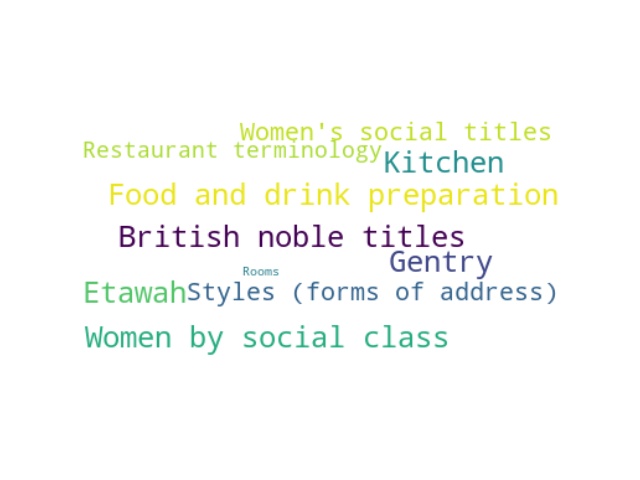 Women's social titles
Restaurant terminology
Kitchen
Food and drink preparation
British noble titles
Gentry
Rooms
Etawah
Styles (forms of address)
Women by social class